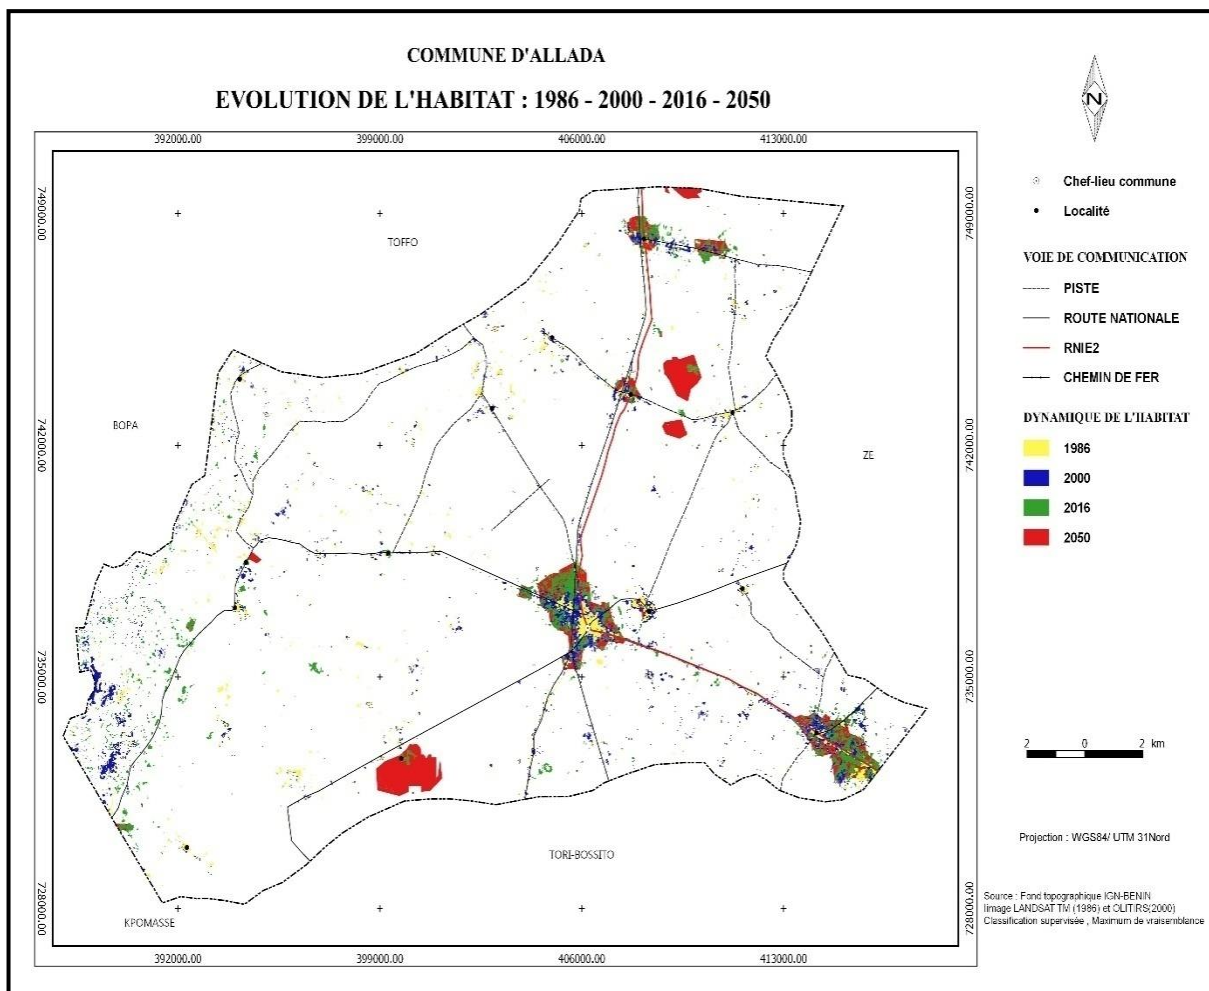 COMMUNE D'ALLADA
EVOLUTION DE L'HABITAT : 1986 - 2000 - 2016 - 2050
392000.00
399000.00
406000.00
413000.00
749000.00
742000.00
735000.00
728000.00
TOFFO
BOPA
ZE
TORI-BOSSITO
KPOMASSE
749000.00
742000.00
735000.00
728000.00
392000.00
399000.00
406000.00
413000.00
N
Chef-lieu commune
Localité
VOIE DE COMMUNICATION
PISTE
ROUTE NATIONALE
RNIE2
CHEMIN DE FER
DYNAMIQUE DE L'HABITAT
1986
2000
2016
2050
2 0 2 km
Projection : WGS84/ UTM 31Nord
Source : Fond topographique IGN-BENIN
Iimage LANDSAT TM (1986) et OLITIRS(2000)
Classification supervisée , Maximum de vraisemblance